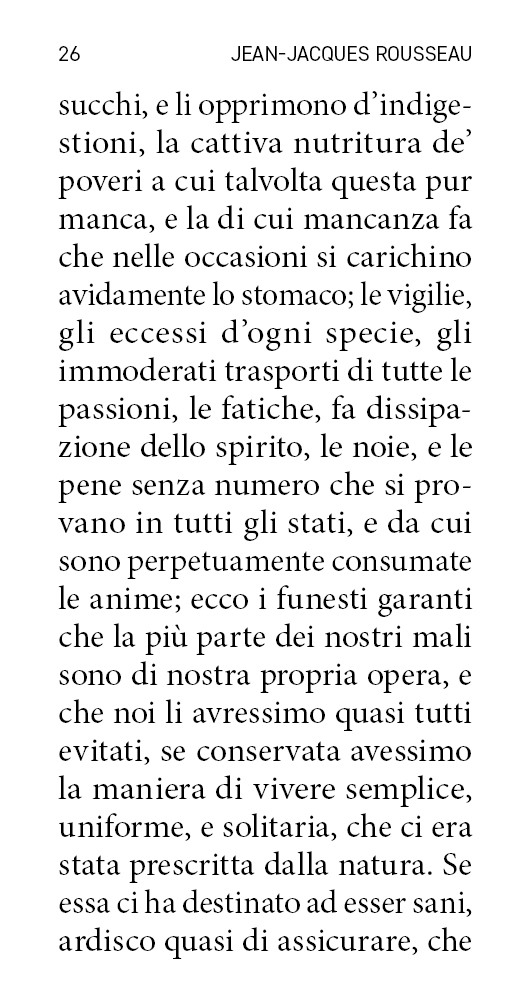 26 JEAN-JACQUES ROUSSEAU
succhi, e li opprimono d’indige-
stioni, la cattiva nutritura de’
poveri a cui talvolta questa pur
manca, e la di cui mancanza fa
che nelle occasioni si carichino
avidamente lo stomaco; le vigilie,
gli eccessi d’ogni specie, gli
immoderati trasporti di tutte le
passioni, le fatiche, fa dissipa-
zione dello spirito, le noie, e le
pene senza numero che si pro-
vano in tutti gli stati, e da cui
sono perpetuamente consumate
le anime; ecco i funesti garanti
che la più parte dei nostri mali
sono di nostra propria opera, e
che noi li avressimo quasi tutti
evitati, se conservata avessimo
la maniera di vivere semplice,
uniforme, e solitaria, che ci era
stata prescritta dalla natura. Se
essa ci ha destinato ad esser sani,
ardisco quasi di assicurare, che